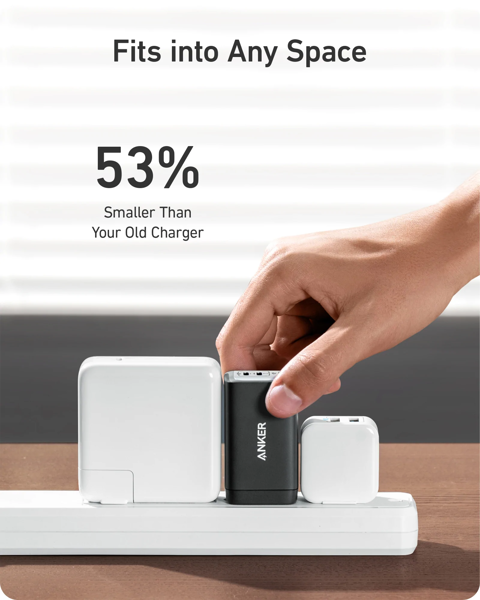 Fits into Any Space
53%
Smaller Than
Your Old Charger
ANKER